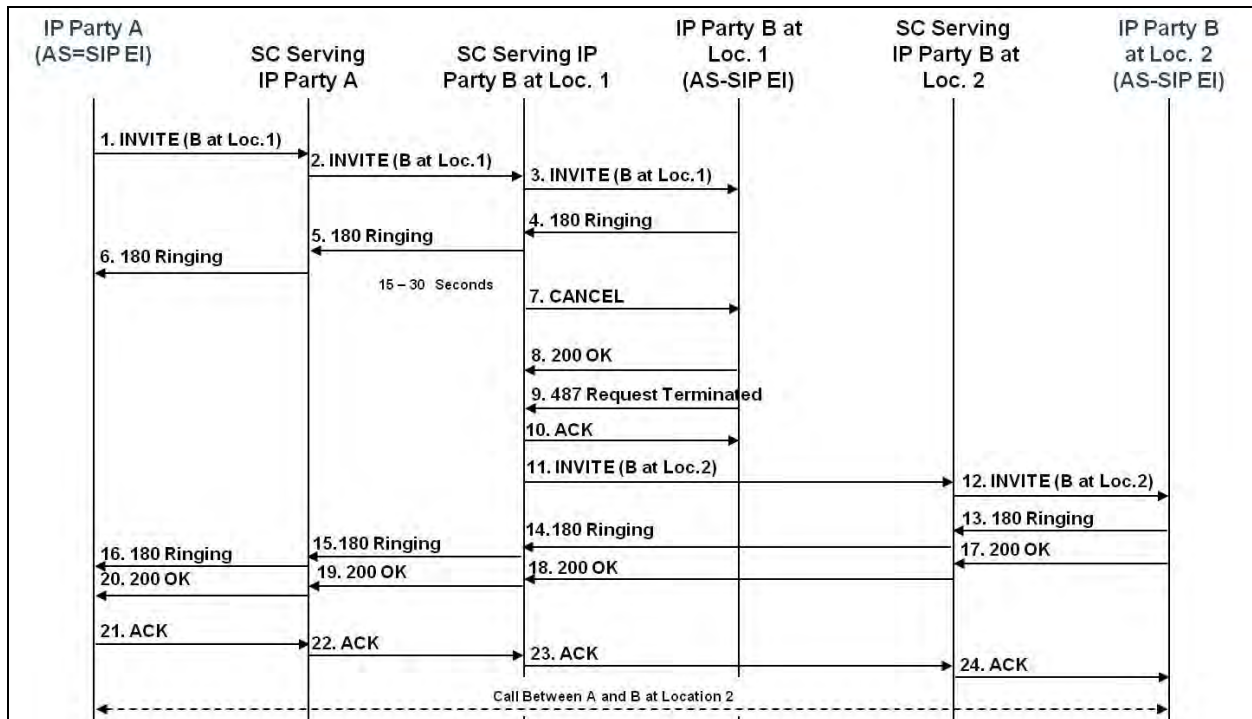 IP Party A
(AS=SIP EI)
SC Serving
IP Party A
SC Serving IP
Party B at Loc. 1
IP Party B at
Loc. 1
(AS-SIP EI)
SC Serving
IP Party B at
Loc. 2
IP Party B
at Loc. 2
(AS-SIP EI)
1. INVITE (B at Loc.1)
2. INVITE (B at Loc.1)
3. INVITE (B at Loc.1)
4. 180 Ringing
5. 180 Ringing
6. 180 Ringing
15 – 30 Seconds
7. CANCEL
8. 200 OK
9. 487 Request Terminated
10. ACK
11. INVITE (B at Loc.2)
12. INVITE (B at Loc.2)
13. 180 Ringing
14.180 Ringing
15.180 Ringing
16. 180 Ringing
17. 200 OK
18. 200 OK
19. 200 OK
20. 200 OK
21. ACK
22. ACK
23. ACK
24. ACK
Call Between A and B at Location 2